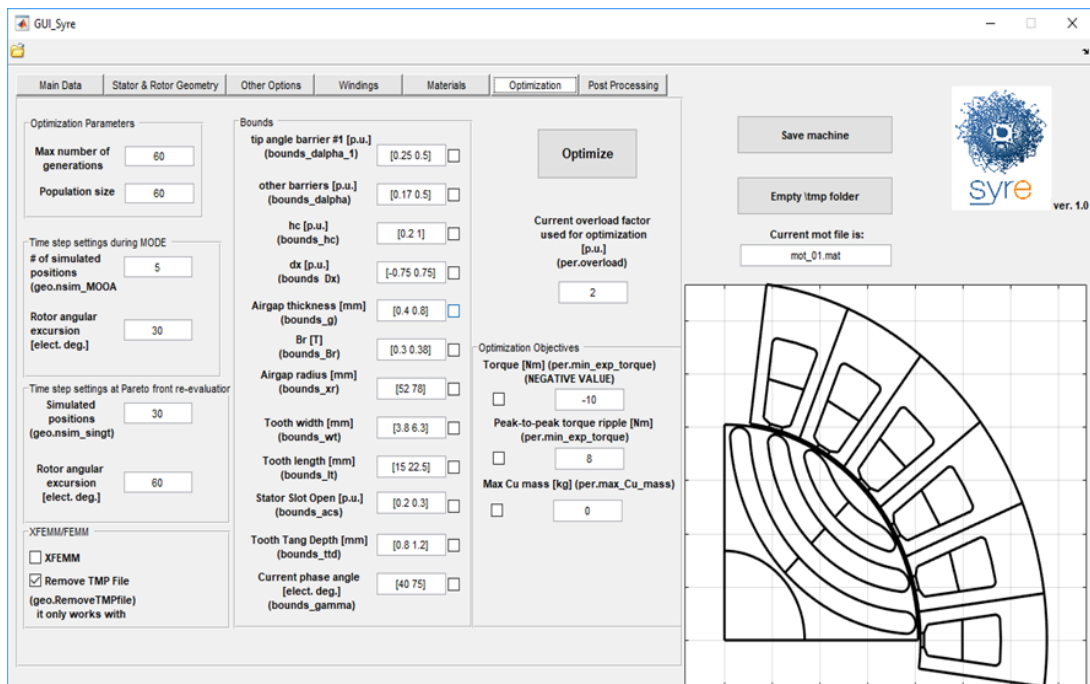 GUI_Syre
Main Data
Stator & Rotor Geometry
Other Options
Windings
Materials
Optimization
Post Processing
Optimization Parameters
Max number of
generations
60
Population size
60
Time step settings during MODE
# of simulated
positions
(geo.nsim_MOOA
5
Rotor angular
excursion
[elect. deg.]
30
Time step settings at Pareto front re-evaluation
Simulated
positions
(geo.nsim_singt)
30
Rotor angular
excursion
[elect. deg.]
60
XFEMM/FEMM
XFEMM
Remove TMP File
(geo.RemoveTMPfile)
it only works with
Bounds
tip angle barrier #1 [p.u.]
(bounds_dalpha_1)
[0.25 0.5]
other barriers [p.u.]
(bounds_dalpha)
[0.17 0.5]
hc [p.u.]
(bounds_hc)
[0.2 1]
dx [p.u.]
(bounds_Dx)
[-0.75 0.75]
Airgap thickness [mm]
(bounds_g)
[0.4 0.8]
Br [T]
(bounds_Br)
[0.3 0.38]
Airgap radius [mm]
(bounds_xr)
[52 78]
Tooth width [mm]
(bounds_wt)
[3.8 6.3]
Tooth length [mm]
(bounds_lt)
[15 22.5]
Stator Slot Open [p.u.]
(bounds_acs)
[0.2 0.3]
Tooth Tang Depth [mm]
(bounds_ttd)
[0.8 1.2]
Current phase angle
[elect. deg.]
(bounds_gamma)
[40 75]
Optimize
Current overload factor
used for optimization
[p.u.]
(per.overload)
2
Optimization Objectives
Torque [Nm] (per.min_exp_torque)
(NEGATIVE VALUE)
-10
Peak-to-peak torque ripple [Nm]
(per.min_exp_torque)
8
Max Cu mass [kg] (per.max_Cu_mass)
0
Save machine
Empty \tmp folder
Current mot file is:
mot_01.mat
syre
ver. 1.0